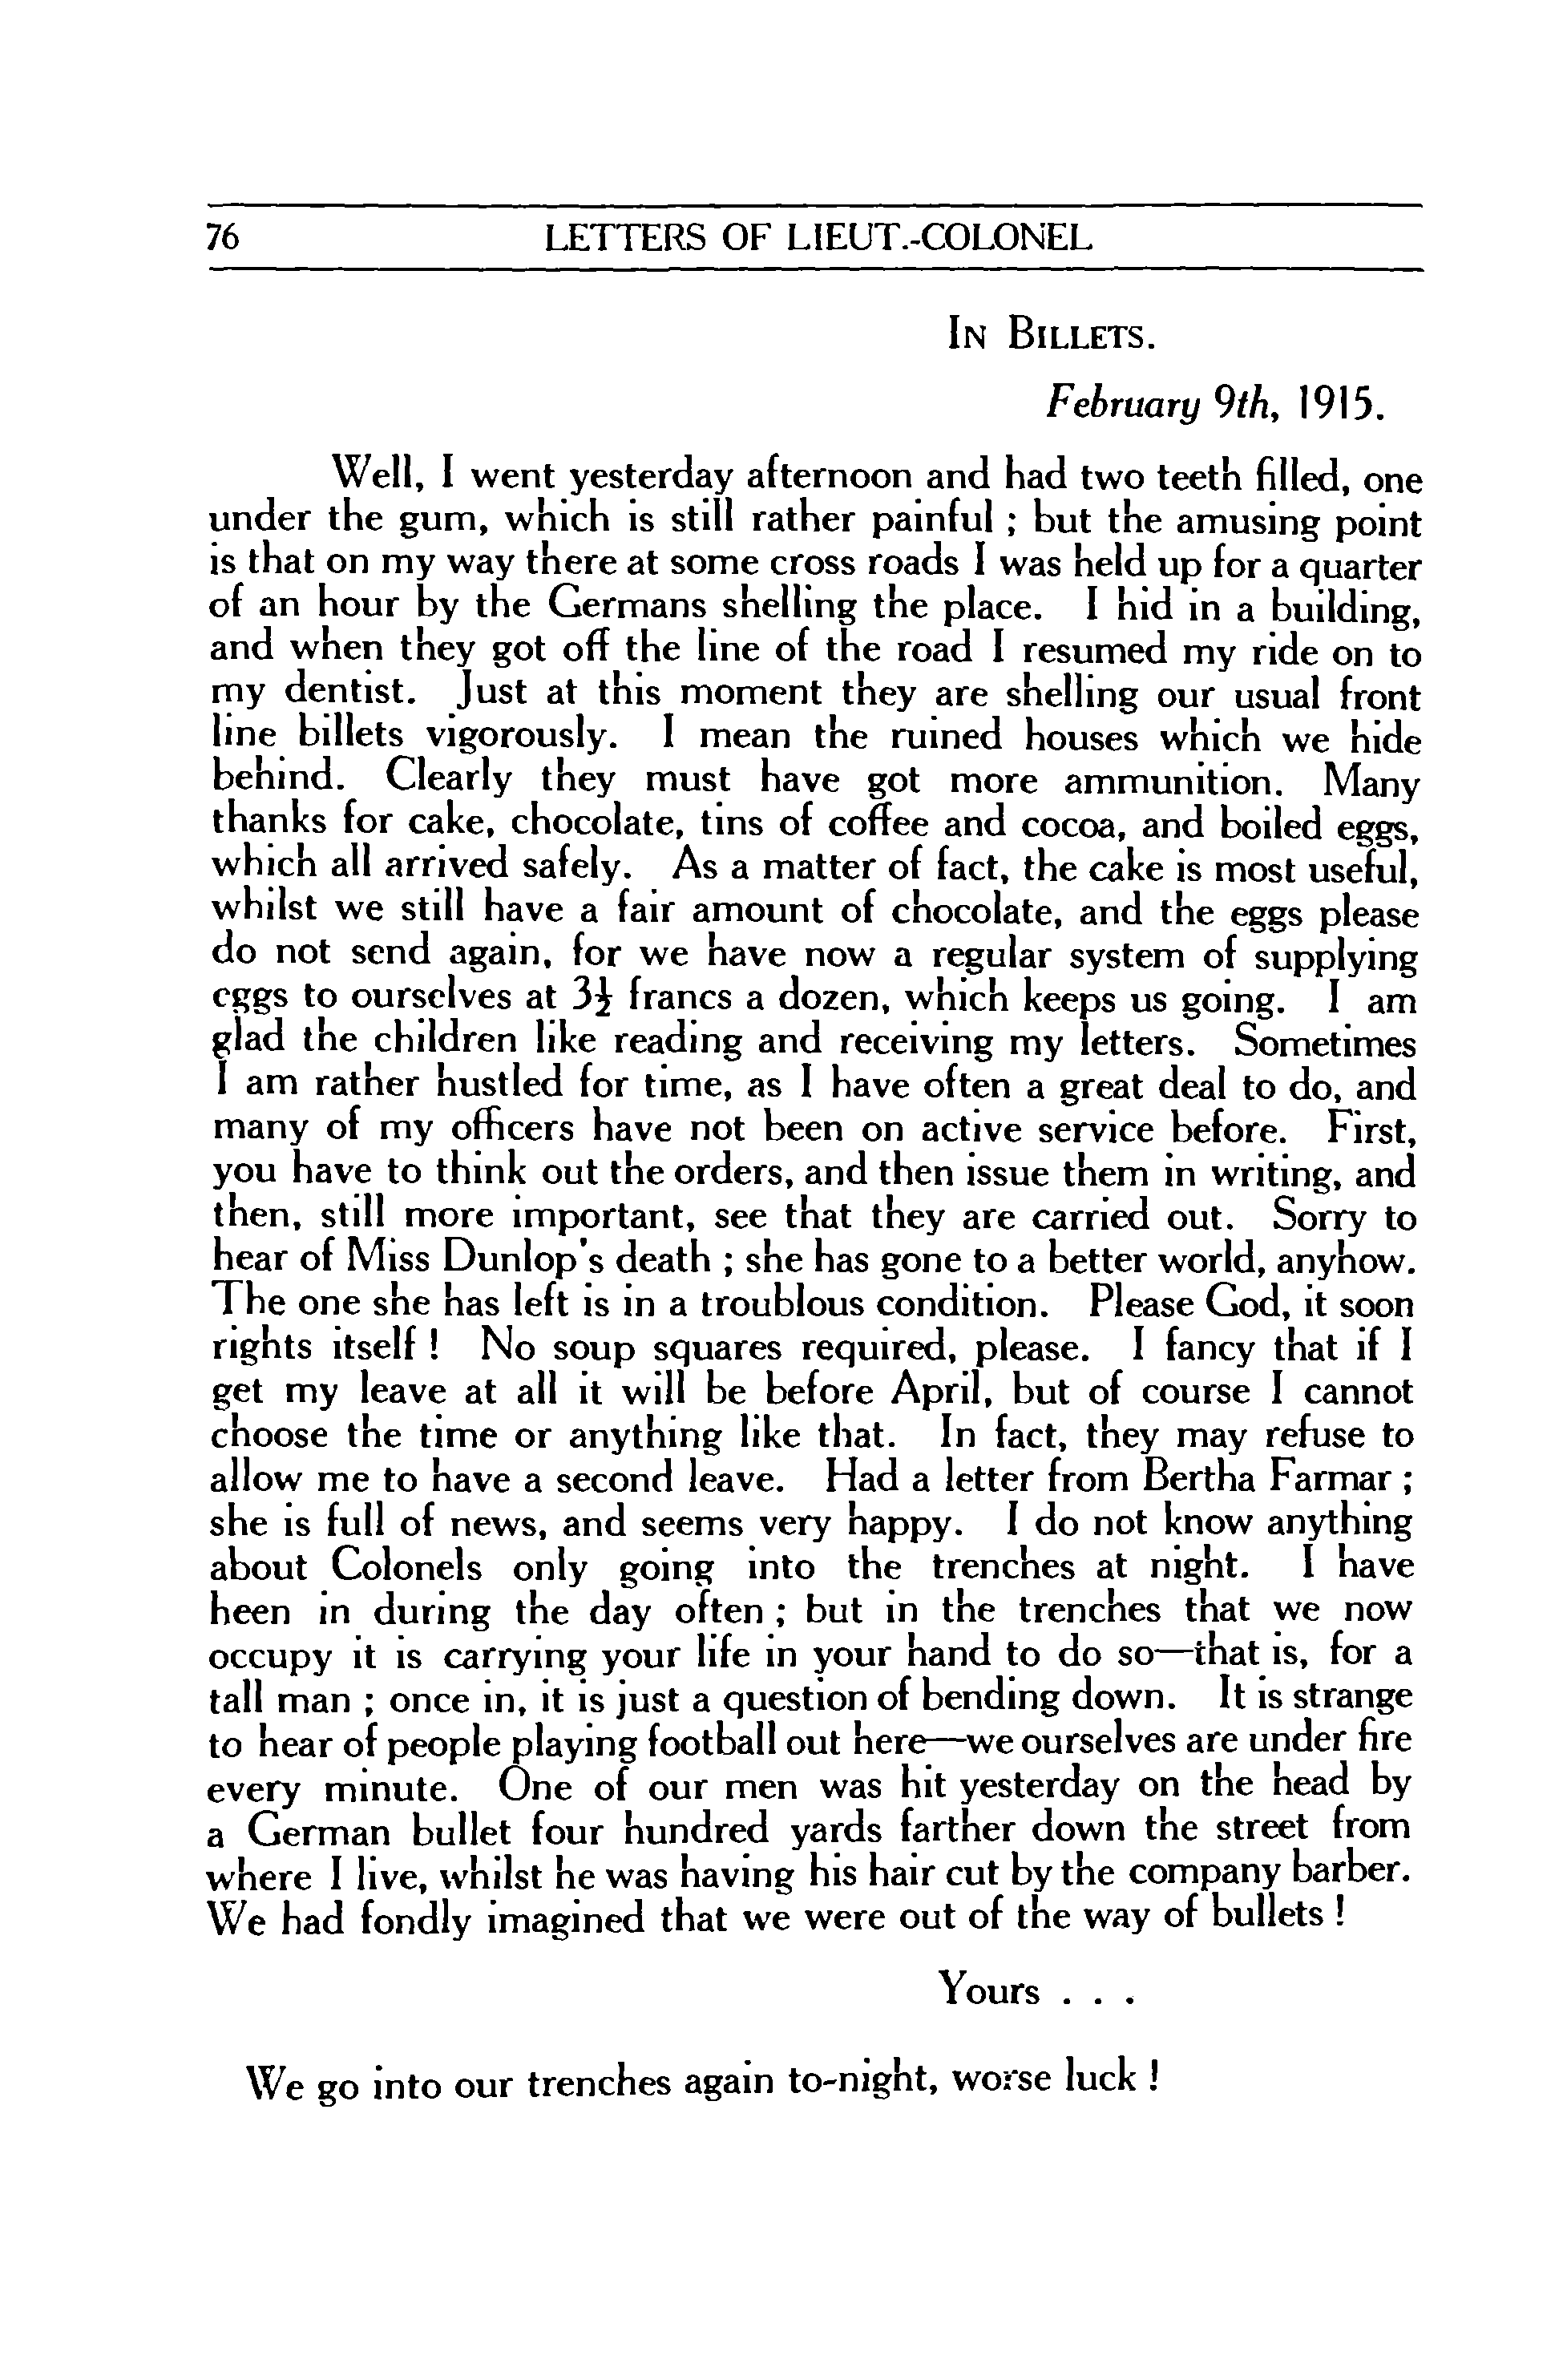 76 LETTERS OF LIEUT.-COLONEL
In Billets.
February 9th, 1915.
Well, I went yesterday afternoon and had two teeth filled, one
under the gum, which is still rather painful ; but the amusing point
is that on my way there at some cross roads I was held up for a quarter
of an hour by the Germans shelling the place. I hid in a building,
and when they got off the line of the road I resumed my ride on to
my dentist. Just at this moment they are shelling our usual front
line billets vigorously. I mean the ruined houses which we hide
behind. Clearly they must have got more ammunition. Many
thanks for cake, chocolate, tins of coffee and cocoa, and boiled eggs,
which all arrived safely. As a matter of fact, the cake is most useful,
whilst we still have a fair amount of chocolate, and the eggs please
do not send again, for we have now a regular system of supplying
eggs to ourselves at 3½ francs a dozen, which keeps us going. I am
glad the children like reading and receiving my letters. Sometimes
I am rather hustled for time, as I have often a great deal to do, and
many of my officers have not been on active service before. First,
you have to think out the orders, and then issue them in writing, and
then, still more important, see that they are carried out. Sorry to
hear of Miss Dunlop's death ; she has gone to a better world, anyhow.
The one she has left is in a troublous condition. Please God, it soon
rights itself ! No soup squares required, please. I fancy that if I
get my leave at all it will be before April, but of course I cannot
choose the time or anything like that. In fact, they may refuse to
allow me to have a second leave. Had a letter from Bertha Farmar ;
she is full of news, and seems very happy. I do not know anything
about Colonels only going into the trenches at night. I have
been in during the day often ; but in the trenches that we now
occupy it is carrying your life in your hand to do so—that is, for a
tall man ; once in, it is just a question of bending down. It is strange
to hear of people playing football out here—we ourselves are under fire
every minute. One of our men was hit yesterday on the head by
a German bullet four hundred yards farther down the street from
where I live, whilst he was having his hair cut by the company barber.
We had fondly imagined that we were out of the way of bullets !
Yours . . .
We go into our trenches again to-night, worse luck !